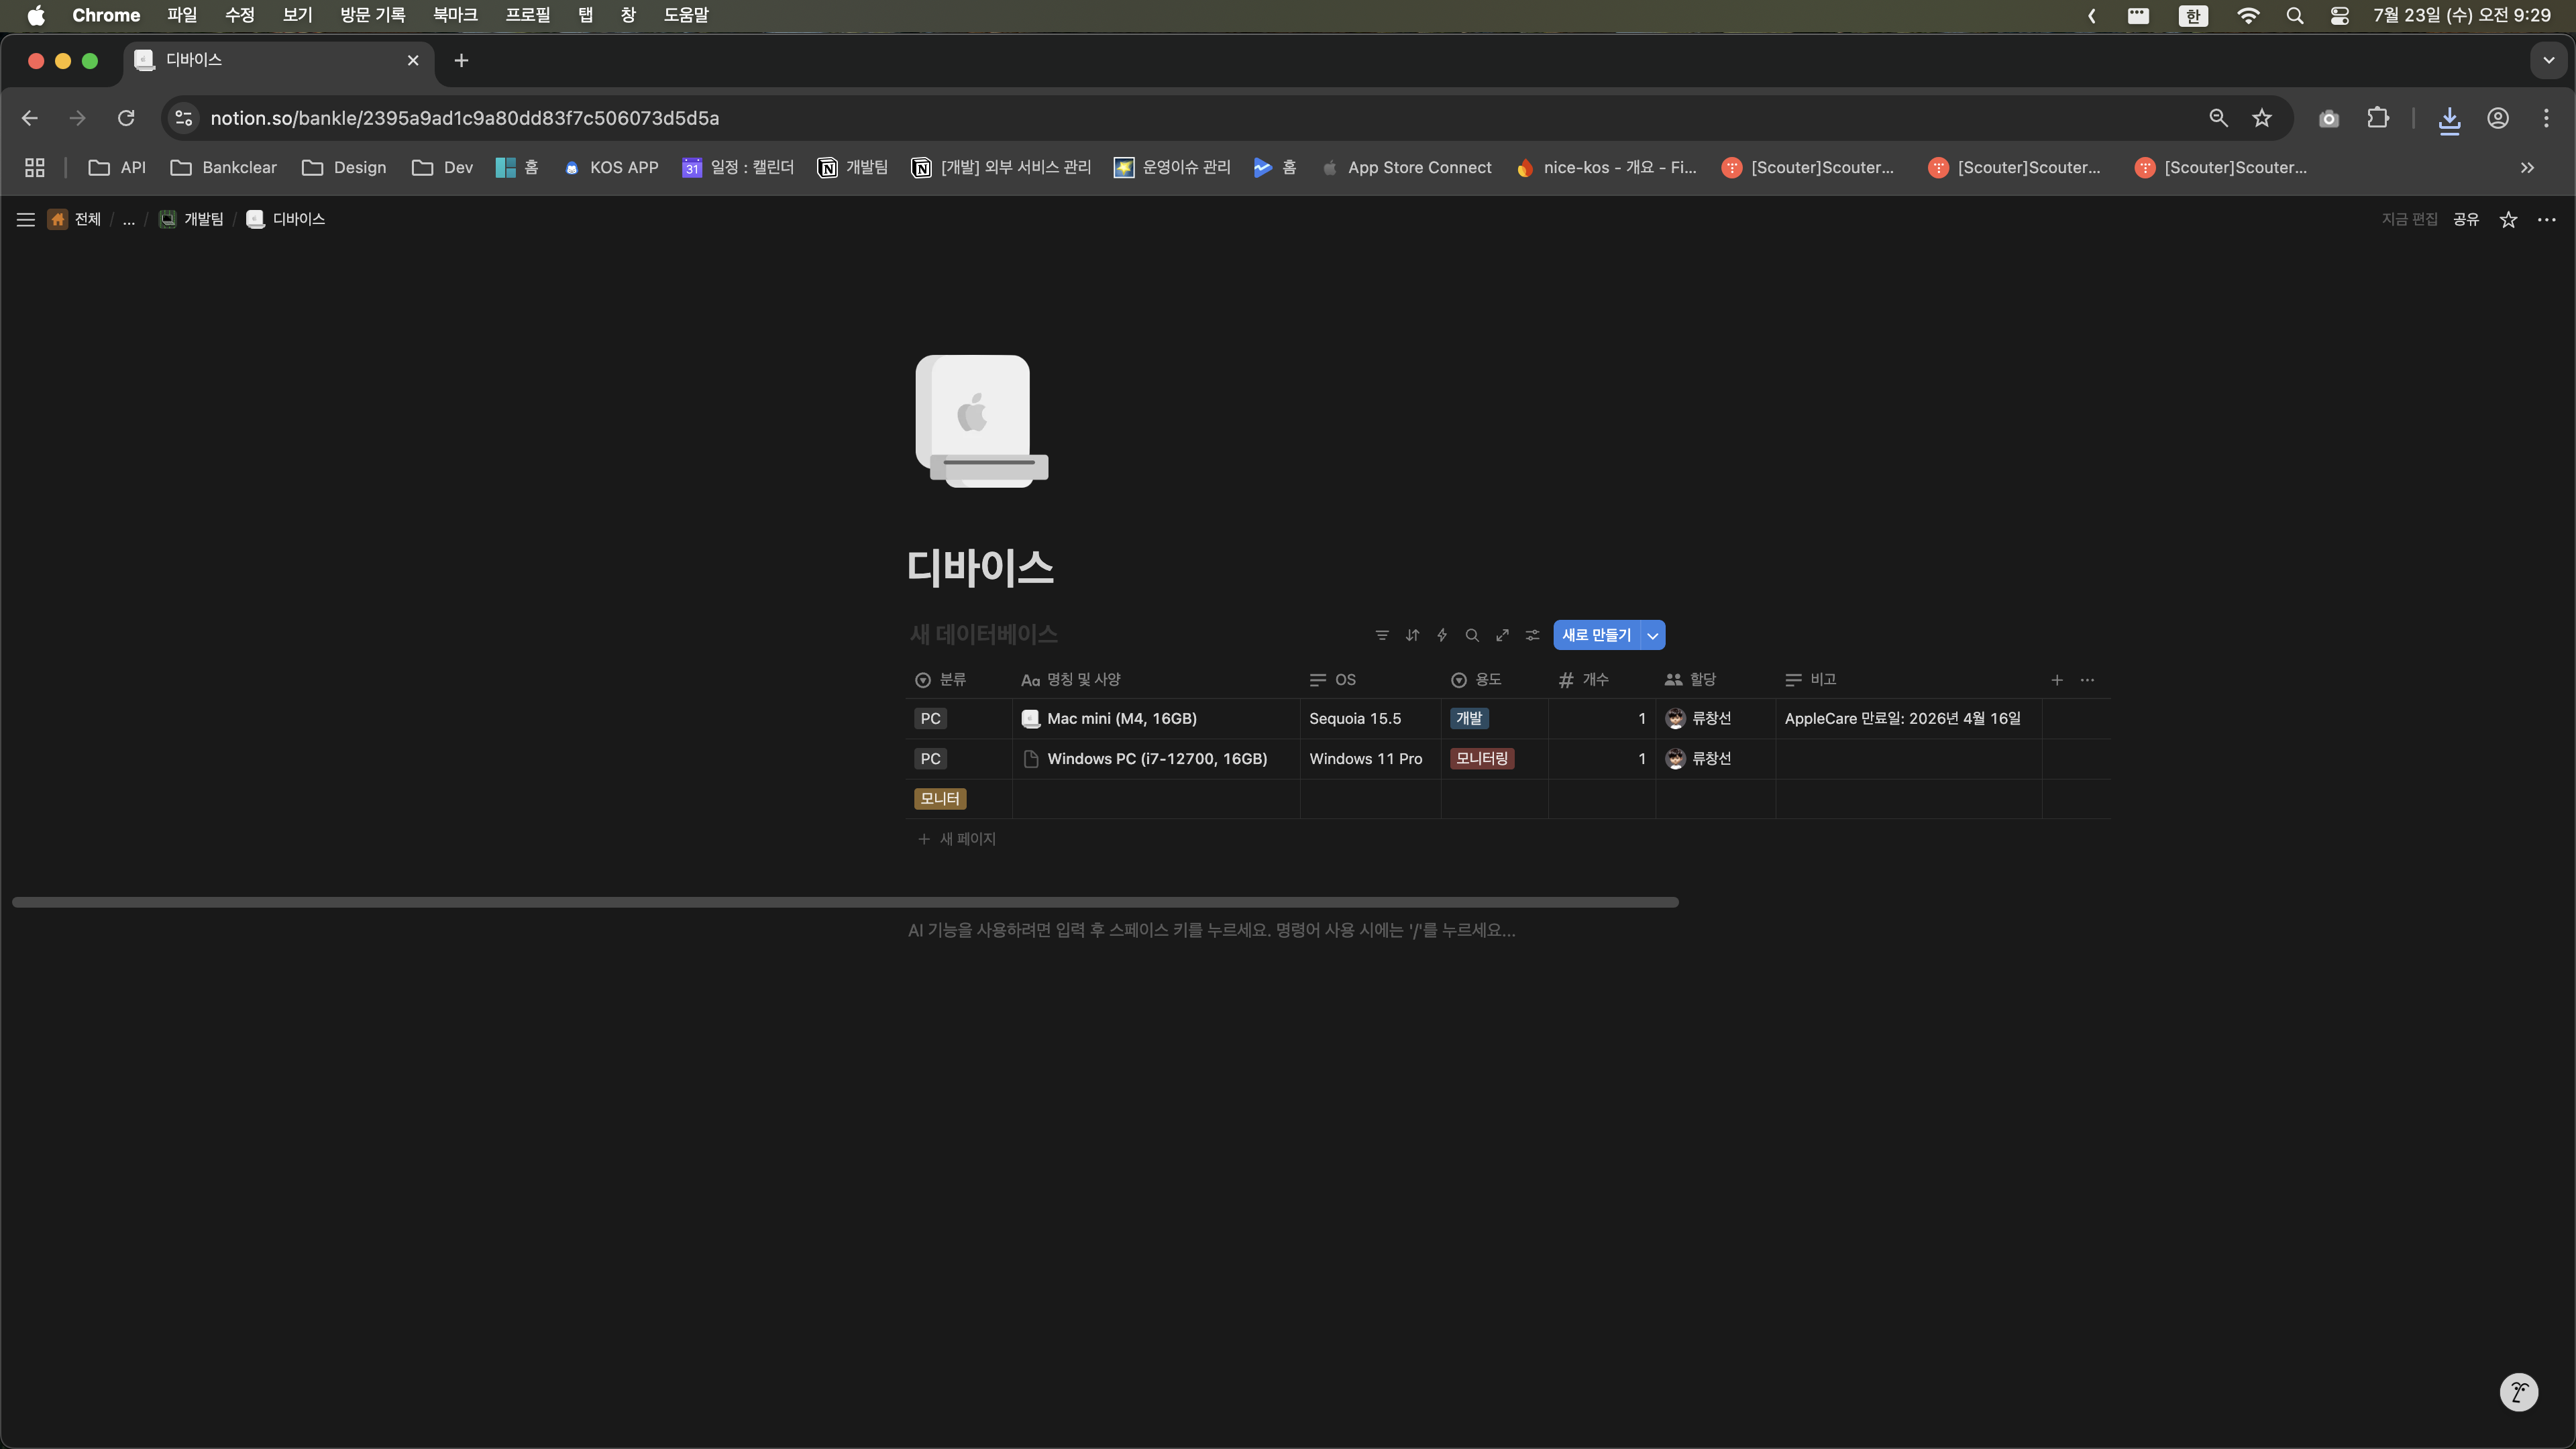 Chrome 파일 수정 보기 방문 기록 북마크 프로필 탭 창 도움말 한 7월 23일 (수) 오전 9:29
디바이스
notion.so/bankle/2395a9ad1c9a80dd83f7c506073d5d5a
API Bankclear Design Dev 홈 KOS APP 31 일정 : 캘린더 개발팀 [개발] 외부 서비스 관리 운영이슈 관리 홈 App Store Connect nice-kos - 개요 - Fi... [Scouter]Scouter... [Scouter]Scouter... [Scouter]Scouter...
전체 / ... / 개발팀 / 디바이스 지금 편집 공유
디바이스
새 데이터베이스 새로 만들기
분류 Aa 명칭 및 사양 OS 용도 # 개수 할당 비고
PC Mac mini (M4, 16GB) Sequoia 15.5 개발 1 류창선 AppleCare 만료일: 2026년 4월 16일
PC Windows PC (i7-12700, 16GB) Windows 11 Pro 모니터링 1 류창선
모니터
+ 새 페이지
AI 기능을 사용하려면 입력 후 스페이스 키를 누르세요. 명령어 사용 시에는 '/'를 누르세요...